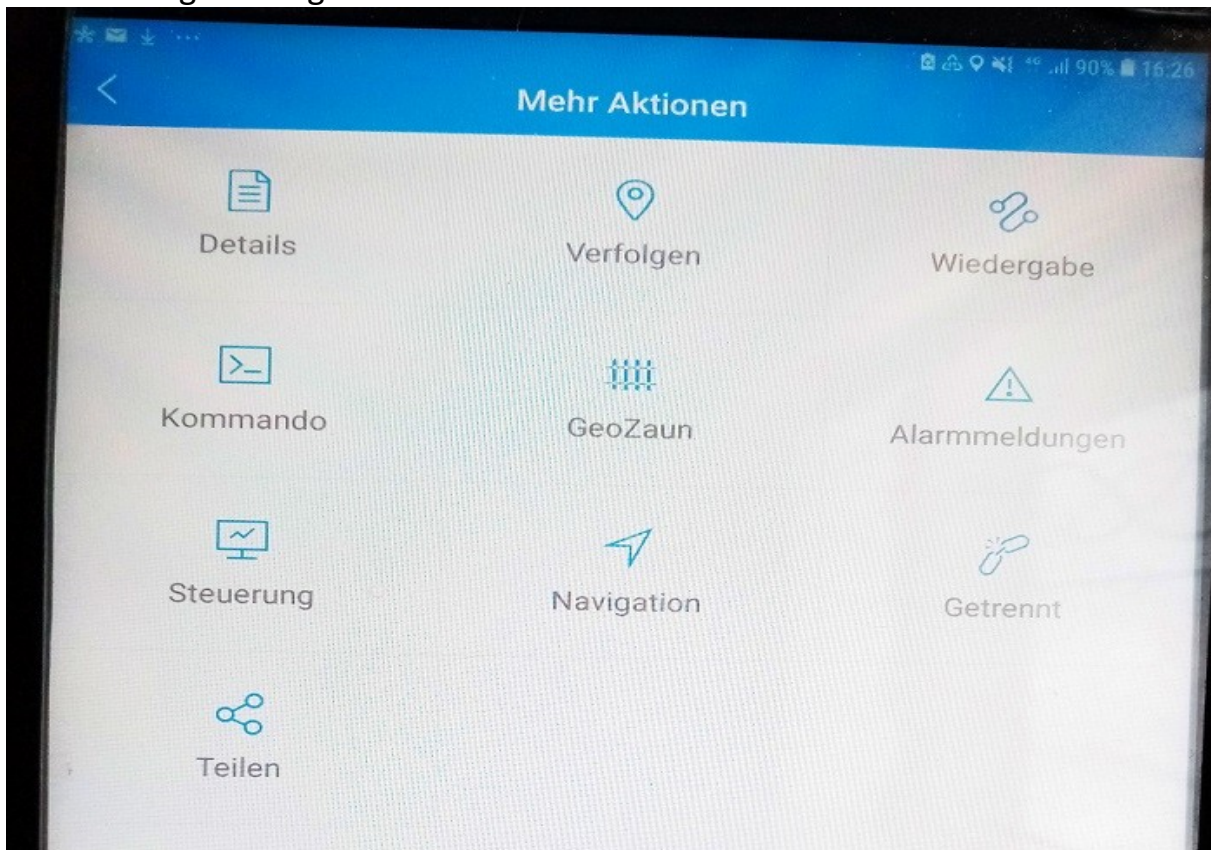 90% 16:26
Mehr Aktionen
Details
Verfolgen
Wiedergabe
Kommando
GeoZaun
Alarmmeldungen
Steuerung
Navigation
Getrennt
Teilen